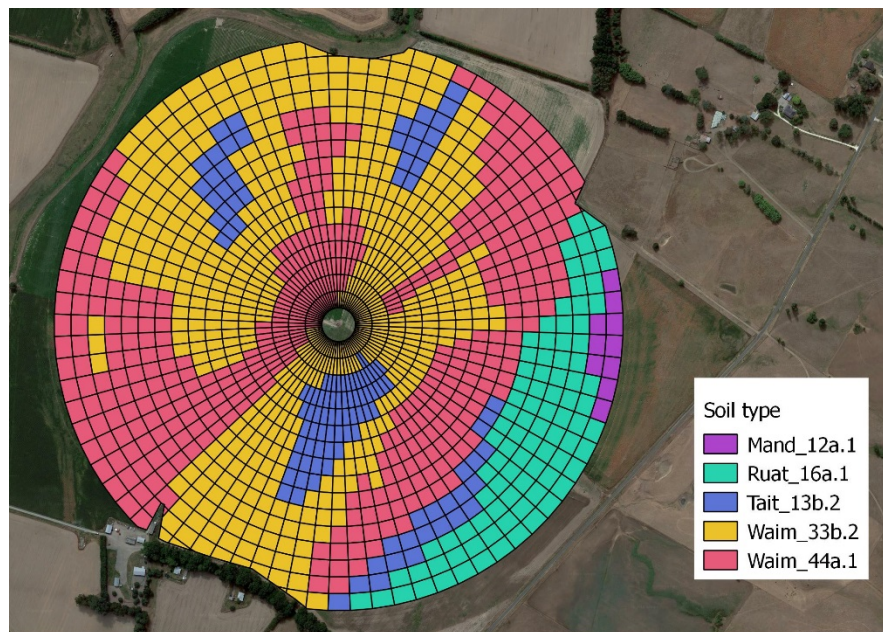 Soil type
Mand_12a.1
Ruat_16a.1
Tait_13b.2
Waim_33b.2
Waim_44a.1